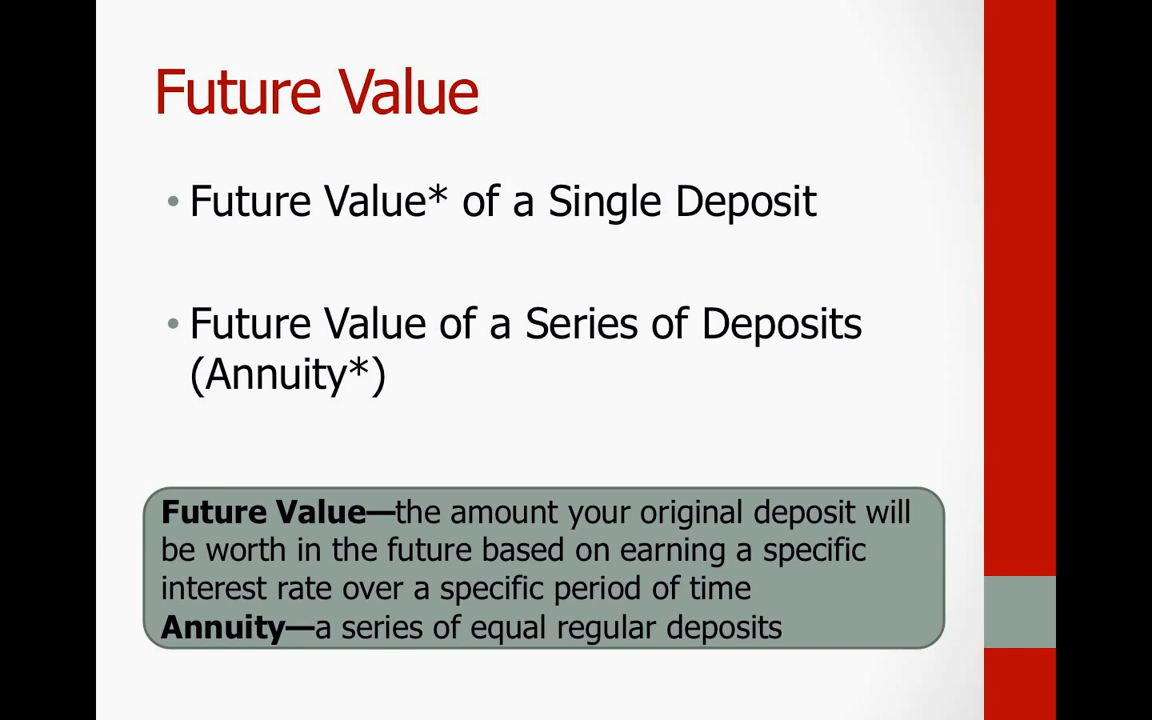 Future Value
• Future Value* of a Single Deposit
• Future Value of a Series of Deposits
(Annuity*)
Future Value—the amount your original deposit will
be worth in the future based on earning a specific
interest rate over a specific period of time
Annuity—a series of equal regular deposits